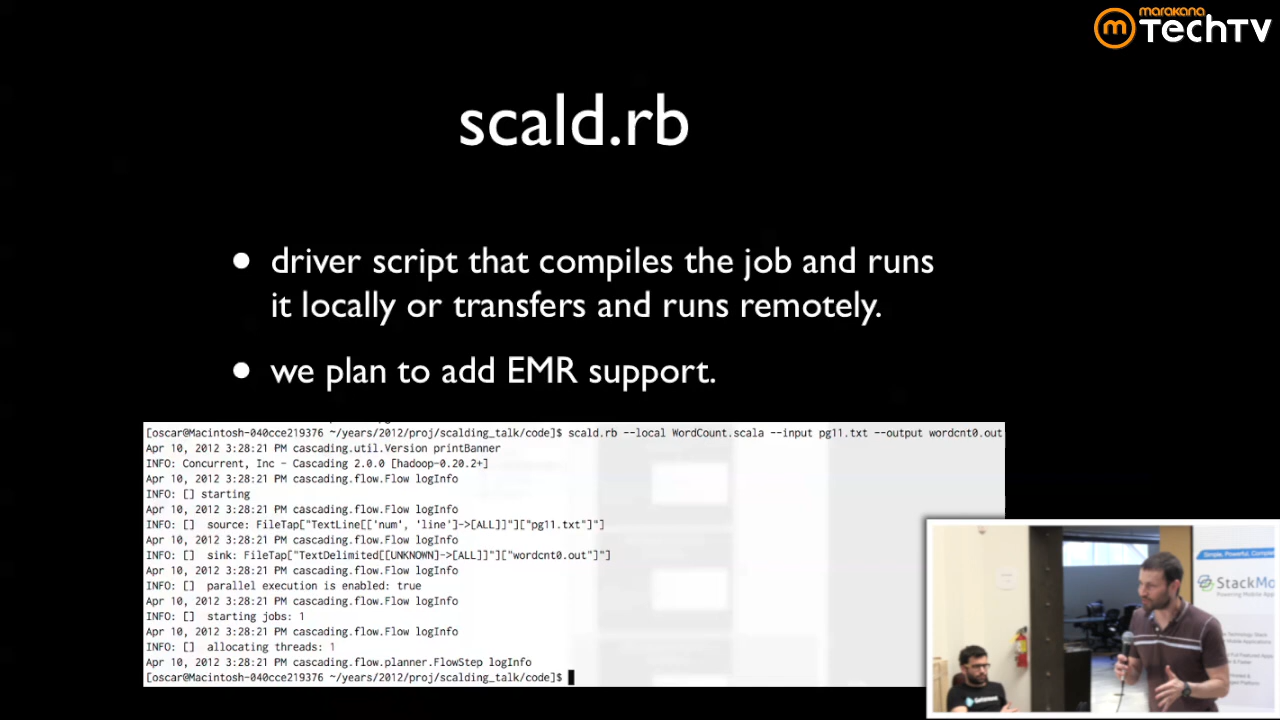 marakana
m TechTV
scald.rb
• driver script that compiles the job and runs
it locally or transfers and runs remotely.
• we plan to add EMR support.
[oscar@Macintosh-040cce219376 ~/years/2012/proj/scalding_talk/code]$ scald.rb --local WordCount.scala --input pg11.txt --output wordcnt0.out
Apr 10, 2012 3:28:21 PM cascading.util.Version printBanner
INFO: Concurrent, Inc - Cascading 2.0.0 [hadoop-0.20.2+]
Apr 10, 2012 3:28:21 PM cascading.flow.Flow logInfo
INFO: [] starting
Apr 10, 2012 3:28:21 PM cascading.flow.Flow logInfo
INFO: []  source: FileTap["TextLine[['num', 'line']->[ALL]]"]["pg11.txt"]"]
Apr 10, 2012 3:28:21 PM cascading.flow.Flow logInfo
INFO: []  sink: FileTap["TextDelimited[[UNKNOWN]->[ALL]]"]["wordcnt0.out"]"]
Apr 10, 2012 3:28:21 PM cascading.flow.Flow logInfo
INFO: []  parallel execution is enabled: true
Apr 10, 2012 3:28:21 PM cascading.flow.Flow logInfo
INFO: []  starting jobs: 1
Apr 10, 2012 3:28:21 PM cascading.flow.Flow logInfo
INFO: []  allocating threads: 1
Apr 10, 2012 3:28:21 PM cascading.flow.planner.FlowStep logInfo
[oscar@Macintosh-040cce219376 ~/years/2012/proj/scalding_talk/code]$
Simple, Powerful,
StackMo
Powering Mobile